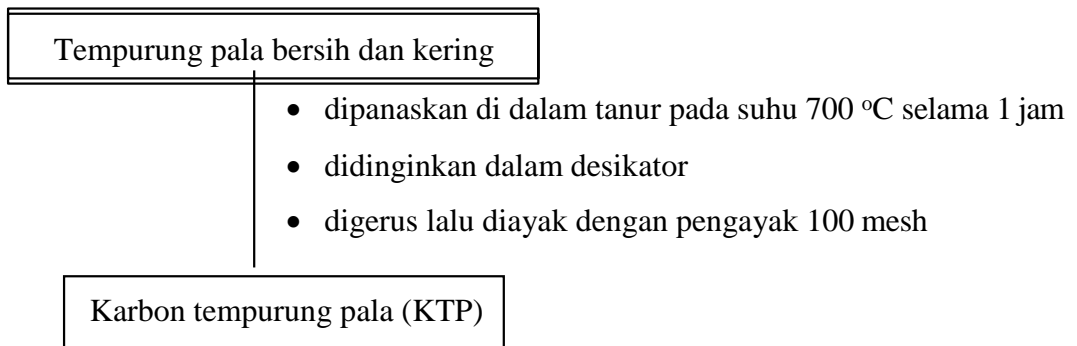 Tempurung pala bersih dan kering
• dipanaskan di dalam tanur pada suhu 700 °C selama 1 jam
• didinginkan dalam desikator
• digerus lalu diayak dengan pengayak 100 mesh
Karbon tempurung pala (KTP)